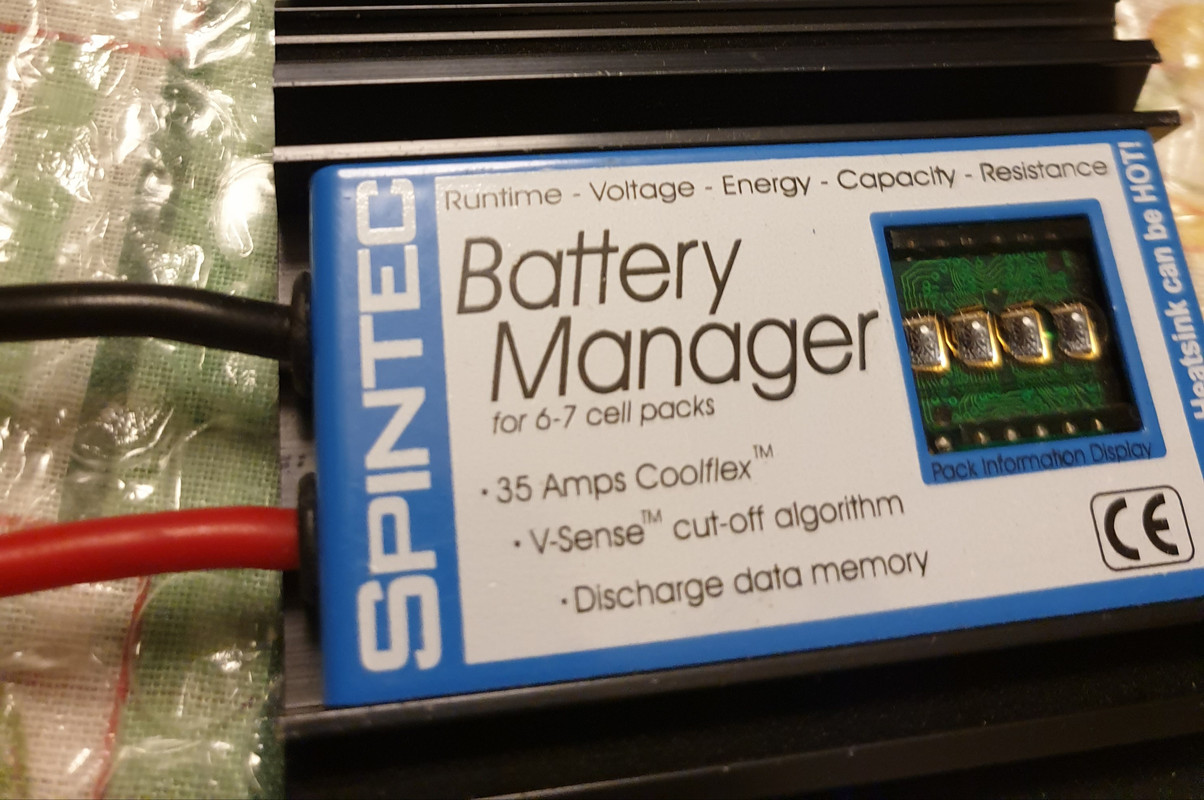 SPINTEC
Runtime - Voltage - Energy - Capacity - Resistance
Battery
Manager
for 6-7 cell packs
• 35 Amps Coolflex™
• V-Sense™ cut-off algorithm
• Discharge data memory
Pack Information Display
CE
Heatsink can be HOT!